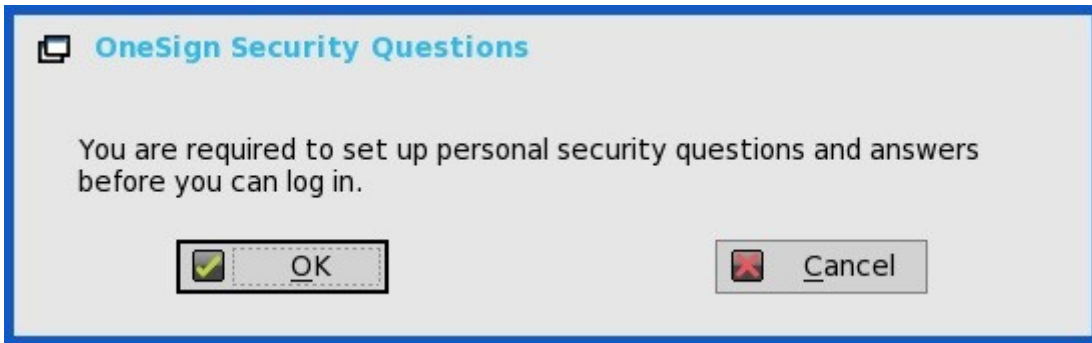 OneSign Security Questions
You are required to set up personal security questions and answers
before you can log in.
OK
Cancel